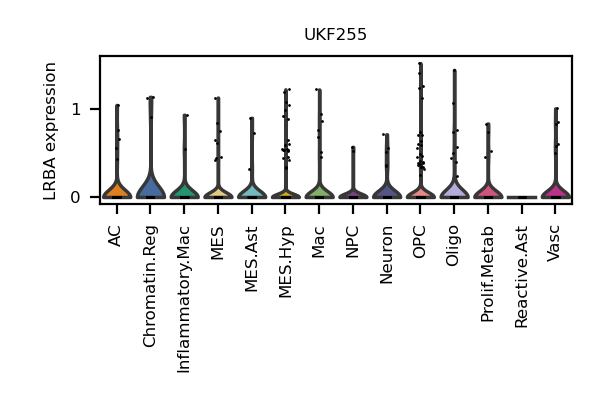 UKF255
LRBA expression
1
0
AC
Chromatin.Reg
Inflammatory.Mac
MES
MES.Ast
MES.Hyp
Mac
NPC
Neuron
OPC
Oligo
Prolif.Metab
Reactive.Ast
Vasc